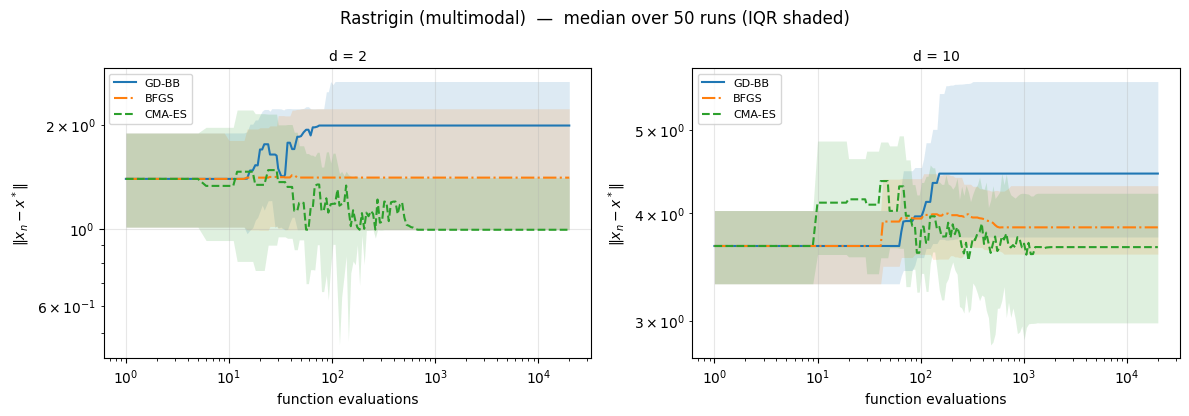 Rastrigin (multimodal) — median over 50 runs (IQR shaded)
d = 2
GD-BB
BFGS
CMA-ES
2 × 10⁰
10⁰
6 × 10⁻¹
‖xₙ − x*‖
10⁰ 10¹ 10² 10³ 10⁴
function evaluations
d = 10
GD-BB
BFGS
CMA-ES
5 × 10⁰
4 × 10⁰
3 × 10⁰
‖xₙ − x*‖
10⁰ 10¹ 10² 10³ 10⁴
function evaluations